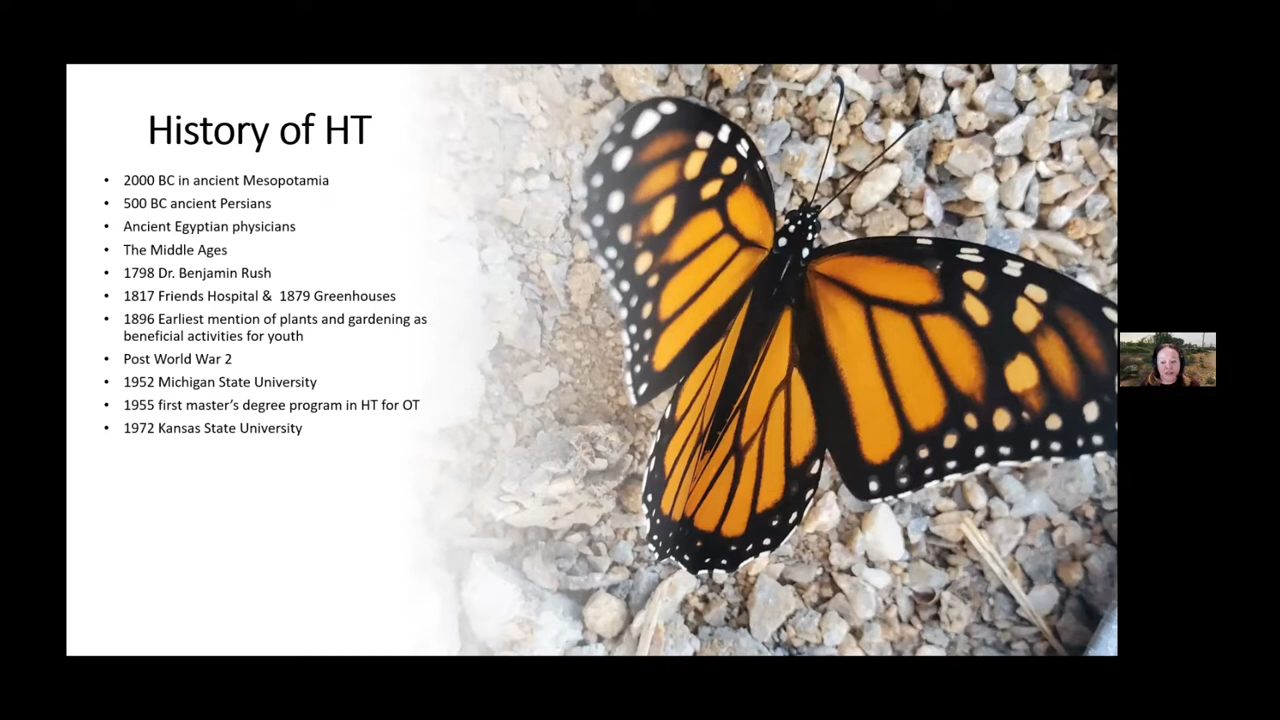 History of HT
• 2000 BC in ancient Mesopotamia
• 500 BC ancient Persians
• Ancient Egyptian physicians
• The Middle Ages
• 1798 Dr. Benjamin Rush
• 1817 Friends Hospital &  1879 Greenhouses
• 1896 Earliest mention of plants and gardening as
beneficial activities for youth
• Post World War 2
• 1952 Michigan State University
• 1955 first master’s degree program in HT for OT
• 1972 Kansas State University